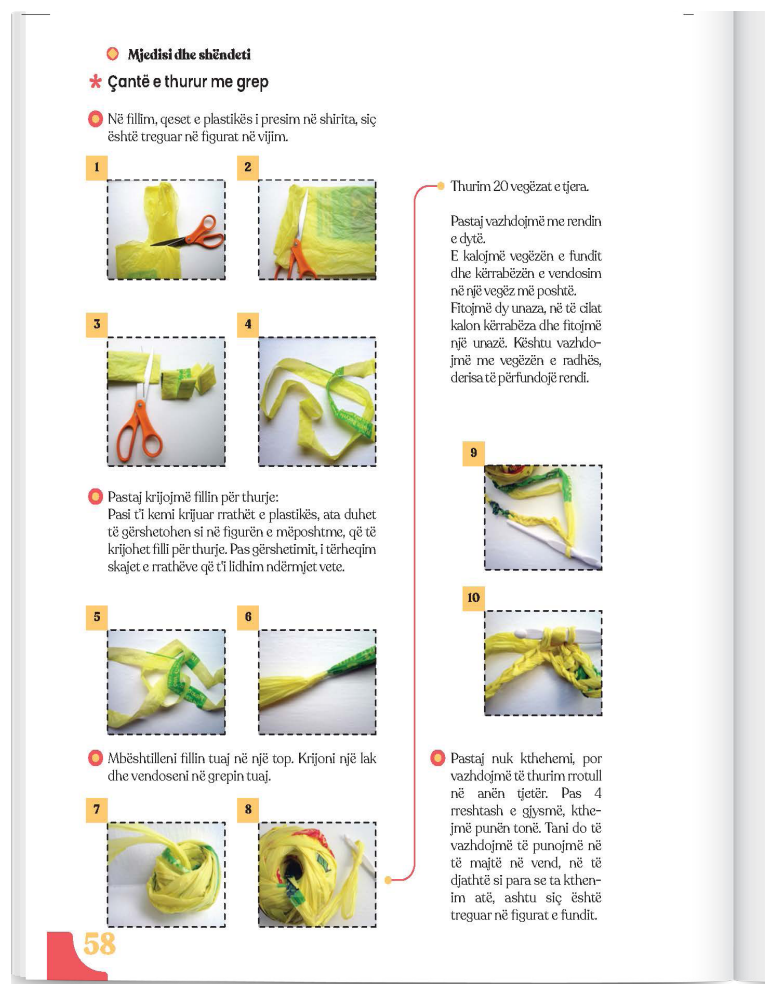 Mjedisi dhe shëndeti
Çantë e thurur me grep
Në fillim, qeset e plastikës i presim në shirita, siç
është treguar në figurat në vijim.
1
2
3
4
Pastaj krijojmë fillin për thurje:
Pasi t'i kemi krijuar rrathët e plastikës, ata duhet
të gërshetohen si në figurën e mëposhtme, që të
krijohet filli për thurje. Pas gërshetimit, i tërheqim
skajet e rrathëve që t'i lidhim ndërmjet vete.
5
6
Mbështilleni fillin tuaj në një top. Krijoni një lak
dhe vendoseni në grepin tuaj.
7
8
Thurim 20 vegëzat e tjera.
Pastaj vazhdojmë me rendin
e dytë.
E kalojmë vegëzën e fundit
dhe kërrabëzën e vendosim
në një vegëz më poshtë.
Fitojmë dy unaza, në të cilat
kalon kërrabëza dhe fitojmë
një unazë. Kështu vazhdo-
jmë me vegëzën e radhës,
derisa të përfundojë rendi.
9
10
Pastaj nuk kthehemi, por
vazhdojmë të thurim rrotull
në anën tjetër. Pas 4
rreshtash e gjysmë, kthe-
jmë punën tonë. Tani do të
vazhdojmë të punojmë në
të majtë në vend, në të
djathtë si para se ta kthen-
im atë, ashtu siç është
treguar në figurat e fundit.
58